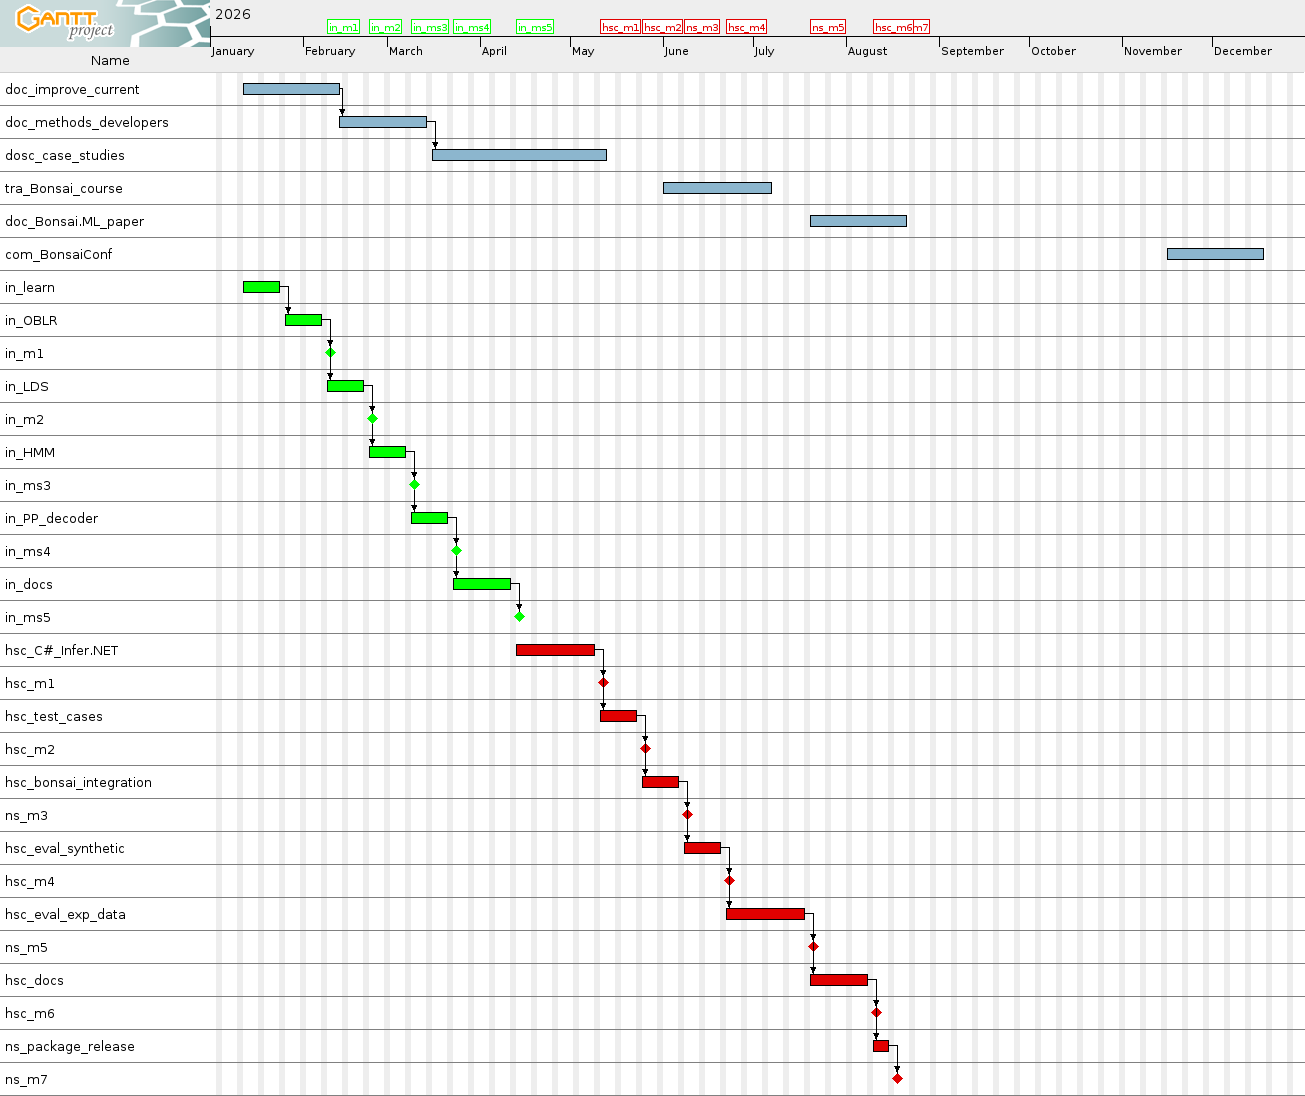 GANTT
project
2026
in_m1 in_m2 in_ms3 in_ms4 in_ms5 hsc_m1 hsc_m2 ns_m3 hsc_m4 ns_m5 hsc_m6 m7
January February March April May June July August September October November December
Name
doc_improve_current
doc_methods_developers
dosc_case_studies
tra_Bonsai_course
doc_Bonsai.ML_paper
com_BonsaiConf
in_learn
in_OBLR
in_m1
in_LDS
in_m2
in_HMM
in_ms3
in_PP_decoder
in_ms4
in_docs
in_ms5
hsc_C#_Infer.NET
hsc_m1
hsc_test_cases
hsc_m2
hsc_bonsai_integration
ns_m3
hsc_eval_synthetic
hsc_m4
hsc_eval_exp_data
ns_m5
hsc_docs
hsc_m6
ns_package_release
ns_m7